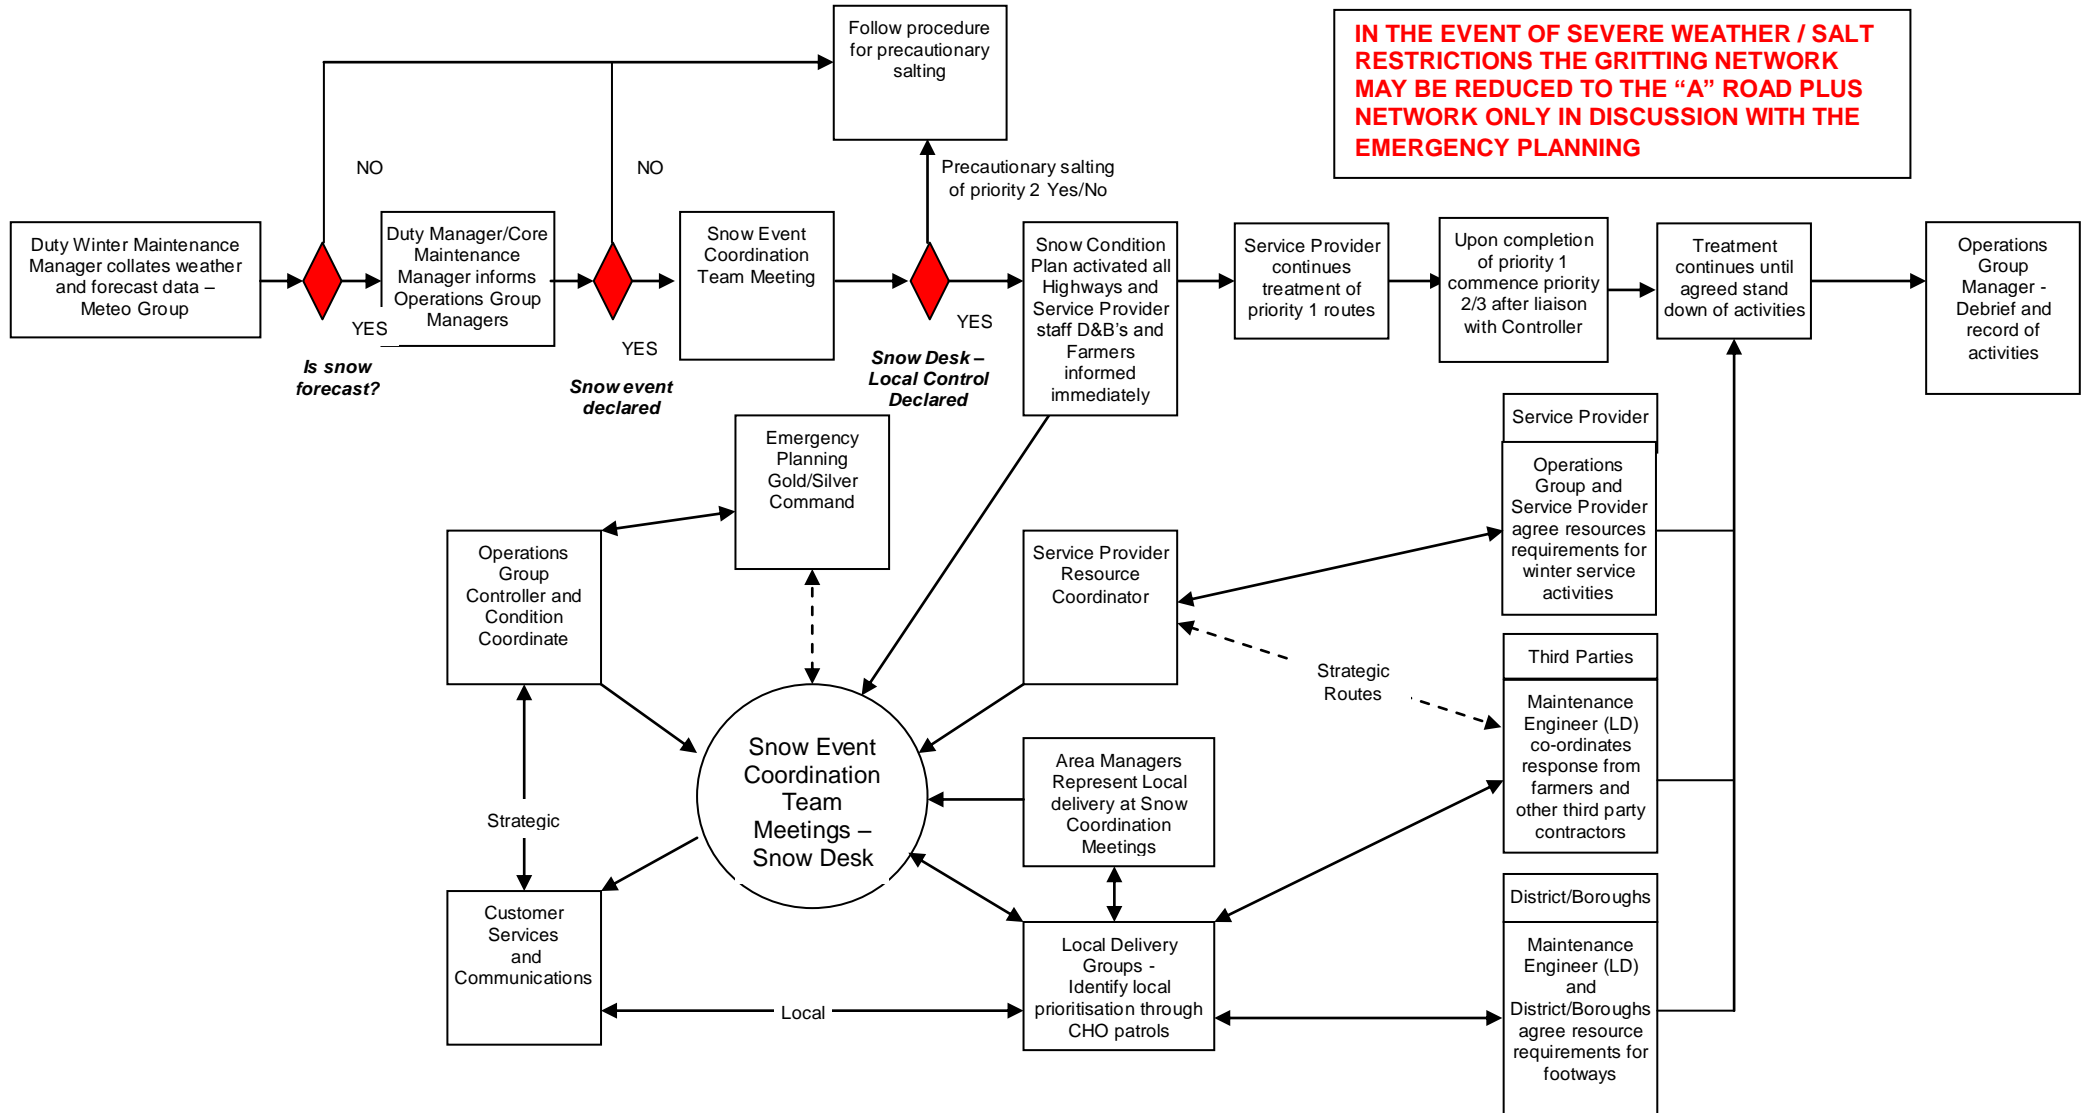 Follow procedure
for precautionary
salting
IN THE EVENT OF SEVERE WEATHER / SALT
RESTRICTIONS THE GRITTING NETWORK
MAY BE REDUCED TO THE “A” ROAD PLUS
NETWORK ONLY IN DISCUSSION WITH THE
EMERGENCY PLANNING
NO
NO
Precautionary salting
of priority 2 Yes/No
Duty Winter Maintenance
Manager collates weather
and forecast data –
Meteo Group
YES
Is snow
forecast?
Duty Manager/Core
Maintenance
Manager informs
Operations Group
Managers
YES
Snow event
declared
Snow Event
Coordination
Team Meeting
YES
Snow Desk –
Local Control
Declared
Snow Condition
Plan activated all
Highways and
Service Provider
staff D&B’s and
Farmers
informed
immediately
Service Provider
continues
treatment of
priority 1 routes
Upon completion
of priority 1
commence priority
2/3 after liaison
with Controller
Treatment
continues until
agreed stand
down of activities
Operations
Group
Manager -
Debrief and
record of
activities
Emergency
Planning
Gold/Silver
Command
Operations
Group
Controller and
Condition
Coordinate
Service Provider
Resource
Coordinator
Service Provider
Operations
Group and
Service Provider
agree resources
requirements for
winter service
activities
Strategic
Routes
Third Parties
Maintenance
Engineer (LD)
co-ordinates
response from
farmers and
other third party
contractors
Snow Event
Coordination
Team
Meetings –
Snow Desk
Area Managers
Represent Local
delivery at Snow
Coordination
Meetings
Strategic
Customer
Services
and
Communications
Local
Local Delivery
Groups -
Identify local
prioritisation through
CHO patrols
District/Boroughs
Maintenance
Engineer (LD)
and
District/Boroughs
agree resource
requirements for
footways